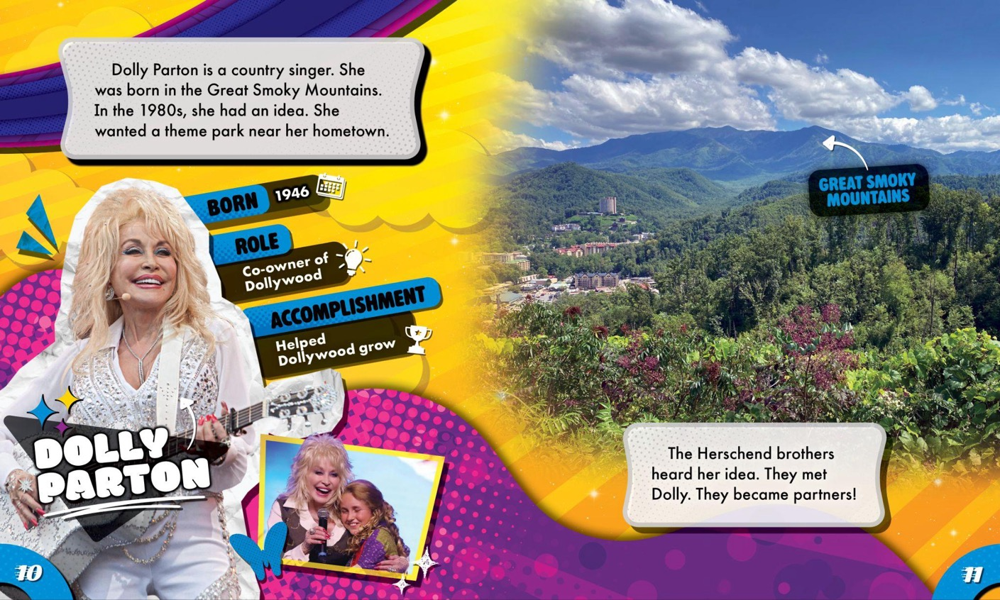 Dolly Parton is a country singer. She
was born in the Great Smoky Mountains.
In the 1980s, she had an idea. She
wanted a theme park near her hometown.
BORN
1946
ROLE
Co-owner of
Dollywood
ACCOMPLISHMENT
Helped
Dollywood grow
DOLLY
PARTON
10
GREAT SMOKY
MOUNTAINS
The Herschend brothers
heard her idea. They met
Dolly. They became partners!
11